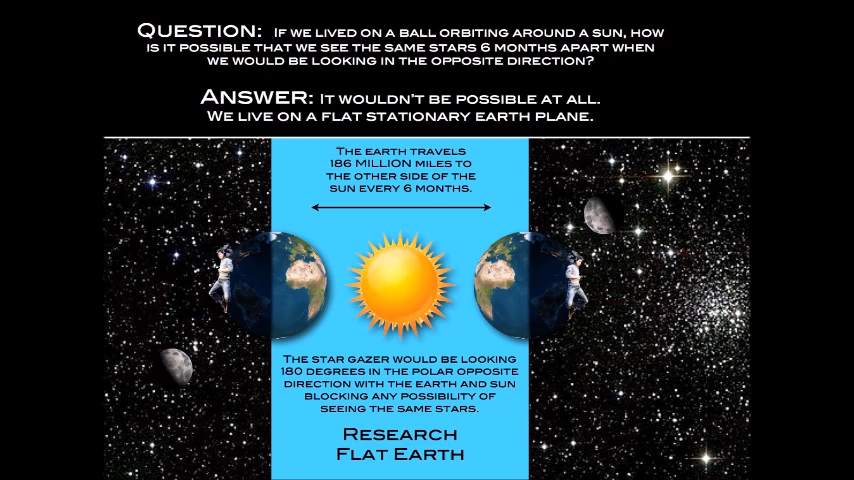 QUESTION: IF WE LIVED ON A BALL ORBITING AROUND A SUN, HOW
IS IT POSSIBLE THAT WE SEE THE SAME STARS 6 MONTHS APART WHEN
WE WOULD BE LOOKING IN THE OPPOSITE DIRECTION?
ANSWER: IT WOULDN'T BE POSSIBLE AT ALL.
WE LIVE ON A FLAT STATIONARY EARTH PLANE.
THE EARTH TRAVELS
186 MILLION MILES TO
THE OTHER SIDE OF THE
SUN EVERY 6 MONTHS.
THE STAR GAZER WOULD BE LOOKING
180 DEGREES IN THE POLAR OPPOSITE
DIRECTION WITH THE EARTH AND SUN
BLOCKING ANY POSSIBILITY OF
SEEING THE SAME STARS.
RESEARCH
FLAT EARTH